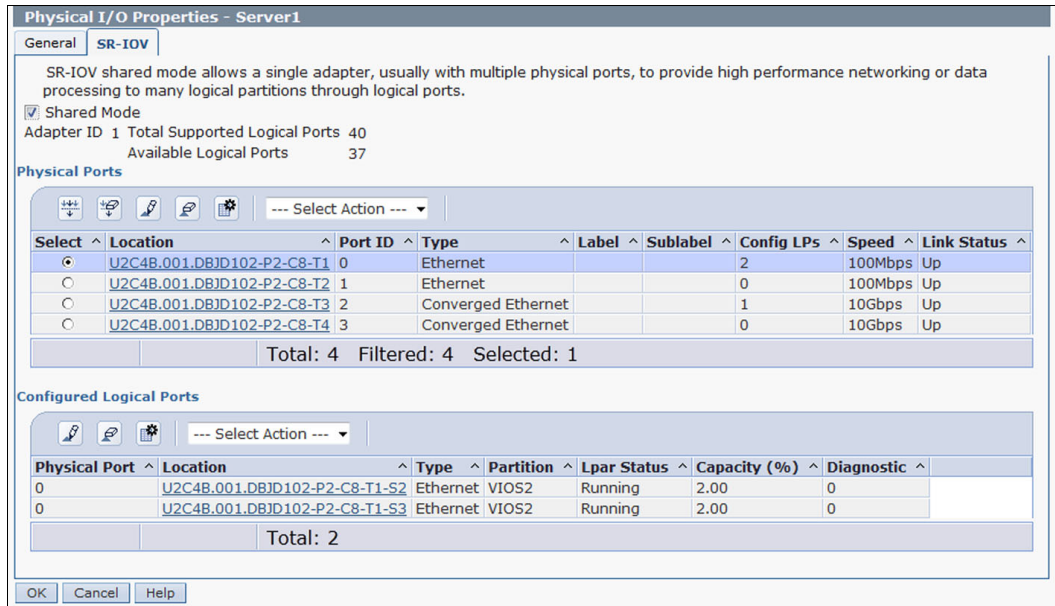 Physical I/O Properties - Server1
General SR-IOV
SR-IOV shared mode allows a single adapter, usually with multiple physical ports, to provide high performance networking or data
processing to many logical partitions through logical ports.
Shared Mode
Adapter ID 1 Total Supported Logical Ports 40
Available Logical Ports 37
Physical Ports
--- Select Action ---
Select ^ Location ^ Port ID ^ Type ^ Label ^ Sublabel ^ Config LPs ^ Speed ^ Link Status ^
U2C4B.001.DBJD102-P2-C8-T1 0 Ethernet 2 100Mbps Up
U2C4B.001.DBJD102-P2-C8-T2 1 Ethernet 0 100Mbps Up
U2C4B.001.DBJD102-P2-C8-T3 2 Converged Ethernet 1 10Gbps Up
U2C4B.001.DBJD102-P2-C8-T4 3 Converged Ethernet 0 10Gbps Up
Total: 4 Filtered: 4 Selected: 1
Configured Logical Ports
--- Select Action ---
Physical Port ^ Location ^ Type ^ Partition ^ Lpar Status ^ Capacity (%) ^ Diagnostic ^
0 U2C4B.001.DBJD102-P2-C8-T1-S2 Ethernet VIOS2 Running 2.00 0
0 U2C4B.001.DBJD102-P2-C8-T1-S3 Ethernet VIOS2 Running 2.00 0
Total: 2
OK Cancel Help